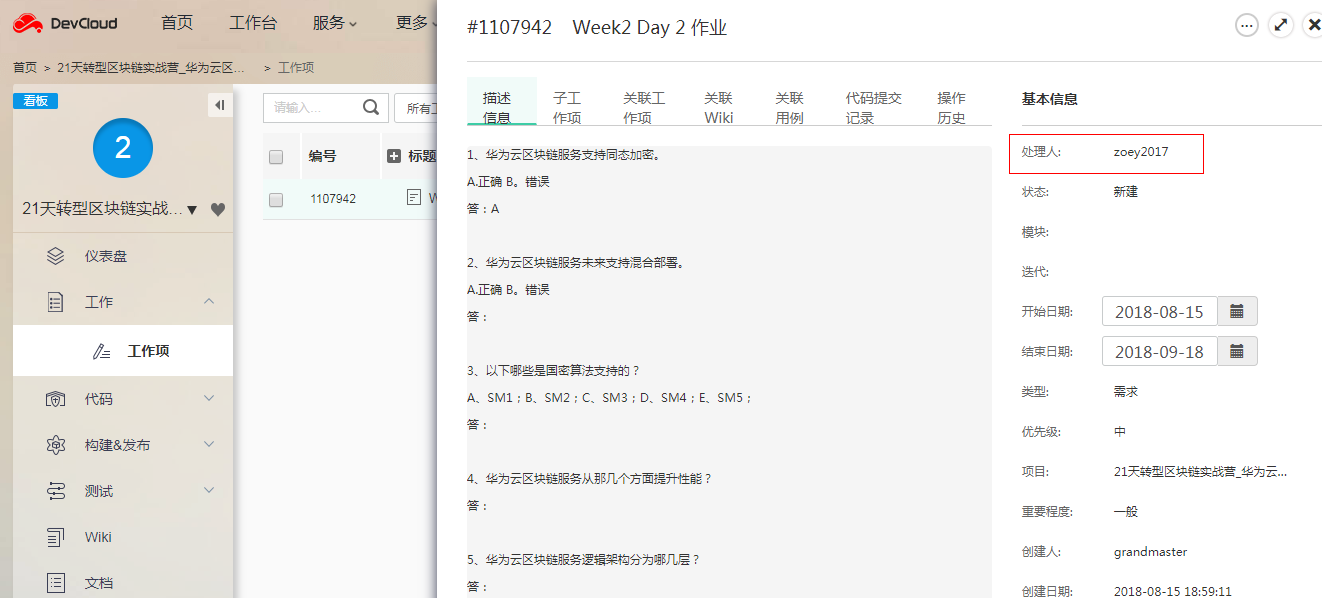 DevCloud 首页 工作台 服务 更多
首页 > 21天转型区块链实战营_华为云区... > 工作项
看板
2
21天转型区块链实战...
仪表盘
工作
工作项
代码
构建&发布
测试
Wiki
文档
请输入...
所有
编号 标题
1107942
#1107942 Week2 Day 2 作业
描述信息
子工作项
关联工作项
关联Wiki
关联用例
代码提交记录
操作历史
1、华为云区块链服务支持同态加密。
A.正确 B。错误
答：A
2、华为云区块链服务未来支持混合部署。
A.正确 B。错误
答：
3、以下哪些是国密算法支持的？
A、SM1；B、SM2；C、SM3；D、SM4；E、SM5；
答：
4、华为云区块链服务从那几个方面提升性能？
答：
5、华为云区块链服务逻辑架构分为哪几层？
答：
基本信息
处理人: zoey2017
状态: 新建
模块:
迭代:
开始日期: 2018-08-15
结束日期: 2018-09-18
类型: 需求
优先级: 中
项目: 21天转型区块链实战营_华为云...
重要程度: 一般
创建人: grandmaster
创建日期: 2018-08-15 18:59:11